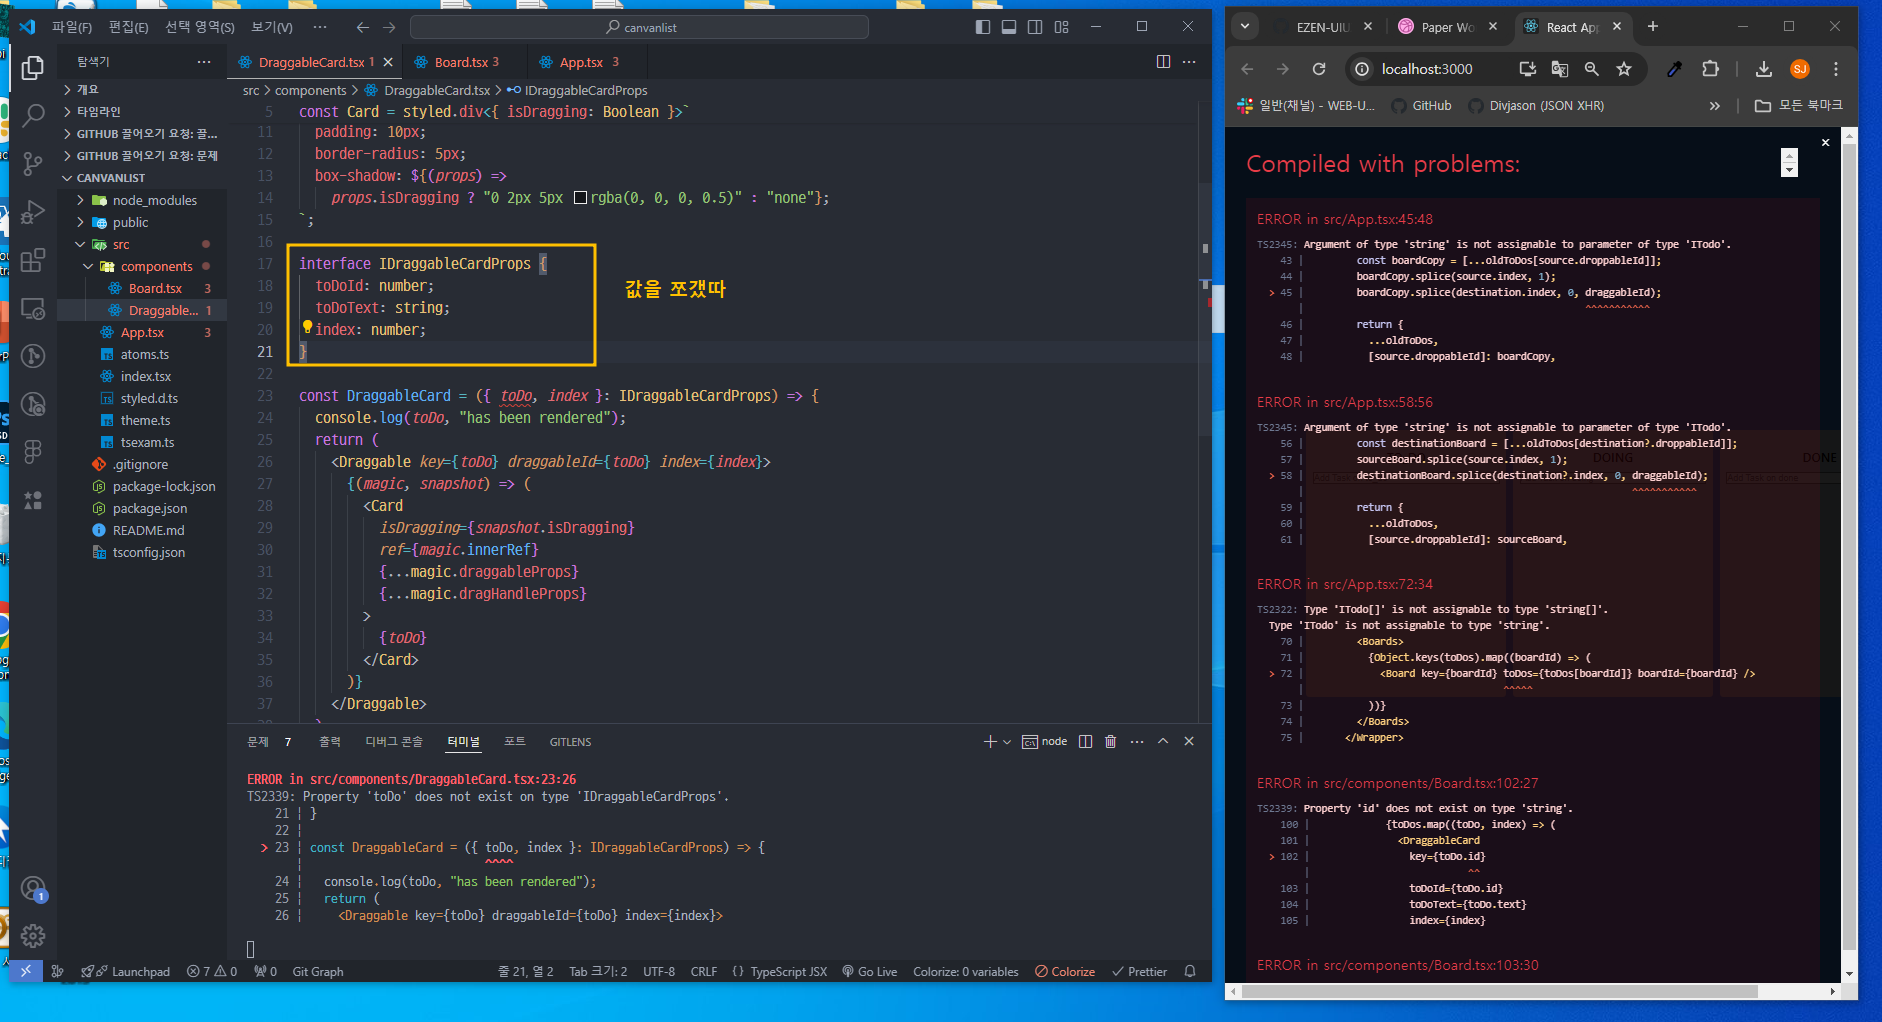 파일(F) 편집(E) 선택 영역(S) 보기(V) ··· canvanlist
탐색기 ···
개요
타임라인
GITHUB 끌어오기 요청: 끌...
GITHUB 끌어오기 요청: 문제
CANVANLIST
node_modules
public
src
components
Board.tsx 3
Draggable... 1
App.tsx 3
atoms.ts
index.tsx
styled.d.ts
theme.ts
tsexam.ts
.gitignore
package-lock.json
package.json
README.md
tsconfig.json
DraggableCard.tsx 1 Board.tsx 3 App.tsx 3
src > components > DraggableCard.tsx > IDraggableCardProps
5 const Card = styled.div<{ isDragging: Boolean }>`
11 padding: 10px;
12 border-radius: 5px;
13 box-shadow: ${(props) =>
14 props.isDragging ? "0 2px 5px rgba(0, 0, 0, 0.5)" : "none"};
15 `;
16
17 interface IDraggableCardProps {
18 toDoId: number;
19 toDoText: string;
20 index: number;
21 }
값을 쪼갰따
22
23 const DraggableCard = ({ toDo, index }: IDraggableCardProps) => {
24 console.log(toDo, "has been rendered");
25 return (
26 <Draggable key={toDo} draggableId={toDo} index={index}>
27 {(magic, snapshot) => (
28 <Card
29 isDragging={snapshot.isDragging}
30 ref={magic.innerRef}
31 {...magic.draggableProps}
32 {...magic.dragHandleProps}
33 >
34 {toDo}
35 </Card>
36 )}
37 </Draggable>
문제 7 출력 디버그 콘솔 터미널 포트 GITLENS node
ERROR in src/components/DraggableCard.tsx:23:26
TS2339: Property 'toDo' does not exist on type 'IDraggableCardProps'.
21 | }
22 |
> 23 | const DraggableCard = ({ toDo, index }: IDraggableCardProps) => {
| ^^^^
24 | console.log(toDo, "has been rendered");
25 | return (
26 | <Draggable key={toDo} draggableId={toDo} index={index}>
1
Launchpad 7 0 0 Git Graph 줄 21, 열 2 Tab 크기: 2 UTF-8 CRLF {} TypeScript JSX Go Live Colorize: 0 variables Colorize Prettier
EZEN-UIU Paper Wo React App
localhost:3000 SJ
일반(채널) - WEB-U... GitHub Divjason (JSON XHR) » 모든 북마크
Compiled with problems:
ERROR in src/App.tsx:45:48
TS2345: Argument of type 'string' is not assignable to parameter of type 'ITodo'.
43 | const boardCopy = [...oldToDos[source.droppableId]];
44 | boardCopy.splice(source.index, 1);
> 45 | boardCopy.splice(destination.index, 0, draggableId);
| ^^^^^^^^^^^
46 | return {
47 | ...oldToDos,
48 | [source.droppableId]: boardCopy,
ERROR in src/App.tsx:58:56
TS2345: Argument of type 'string' is not assignable to parameter of type 'ITodo'.
56 | const destinationBoard = [...oldToDos[destination?.droppableId]];
57 | sourceBoard.splice(source.index, 1);
DOING DONE
> 58 | destinationBoard.splice(destination?.index, 0, draggableId);
| ^^^^^^^^^^^
59 | return {
60 | ...oldToDos,
61 | [source.droppableId]: sourceBoard,
ERROR in src/App.tsx:72:34
TS2322: Type 'ITodo[]' is not assignable to type 'string[]'.
Type 'ITodo' is not assignable to type 'string'.
70 | <Boards>
71 | {Object.keys(toDos).map((boardId) => (
> 72 | <Board key={boardId} toDos={toDos[boardId]} boardId={boardId} />
| ^^^^^
73 | ))}
74 | </Boards>
75 | </Wrapper>
ERROR in src/components/Board.tsx:102:27
TS2339: Property 'id' does not exist on type 'string'.
100 | {toDos.map((toDo, index) => (
101 | <DraggableCard
> 102 | key={toDo.id}
| ^^
103 | toDoId={toDo.id}
104 | toDoText={toDo.text}
105 | index={index}
ERROR in src/components/Board.tsx:103:30